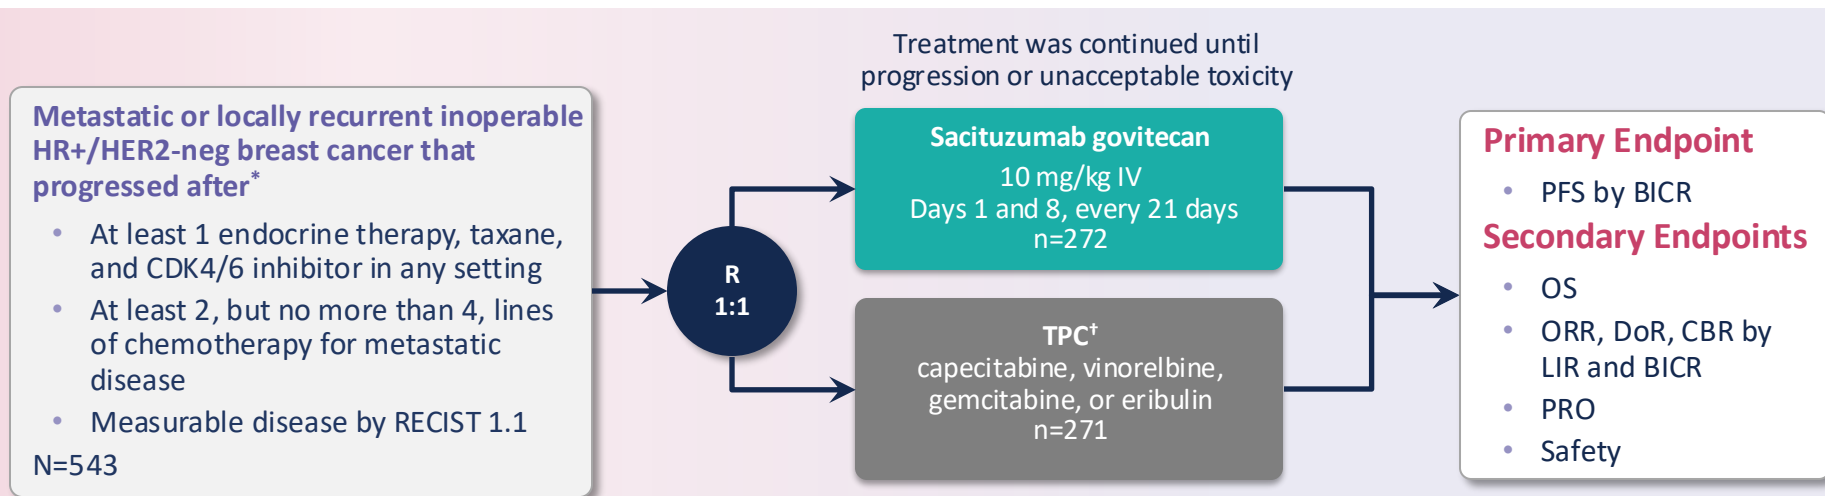 Treatment was continued until
progression or unacceptable toxicity
Metastatic or locally recurrent inoperable
HR+/HER2-neg breast cancer that
progressed after*
• At least 1 endocrine therapy, taxane,
and CDK4/6 inhibitor in any setting
• At least 2, but no more than 4, lines
of chemotherapy for metastatic
disease
• Measurable disease by RECIST 1.1
N=543
R
1:1
Sacituzumab govitecan
10 mg/kg IV
Days 1 and 8, every 21 days
n=272
TPC†
capecitabine, vinorelbine,
gemcitabine, or eribulin
n=271
Primary Endpoint
• PFS by BICR
Secondary Endpoints
• OS
• ORR, DoR, CBR by
LIR and BICR
• PRO
• Safety